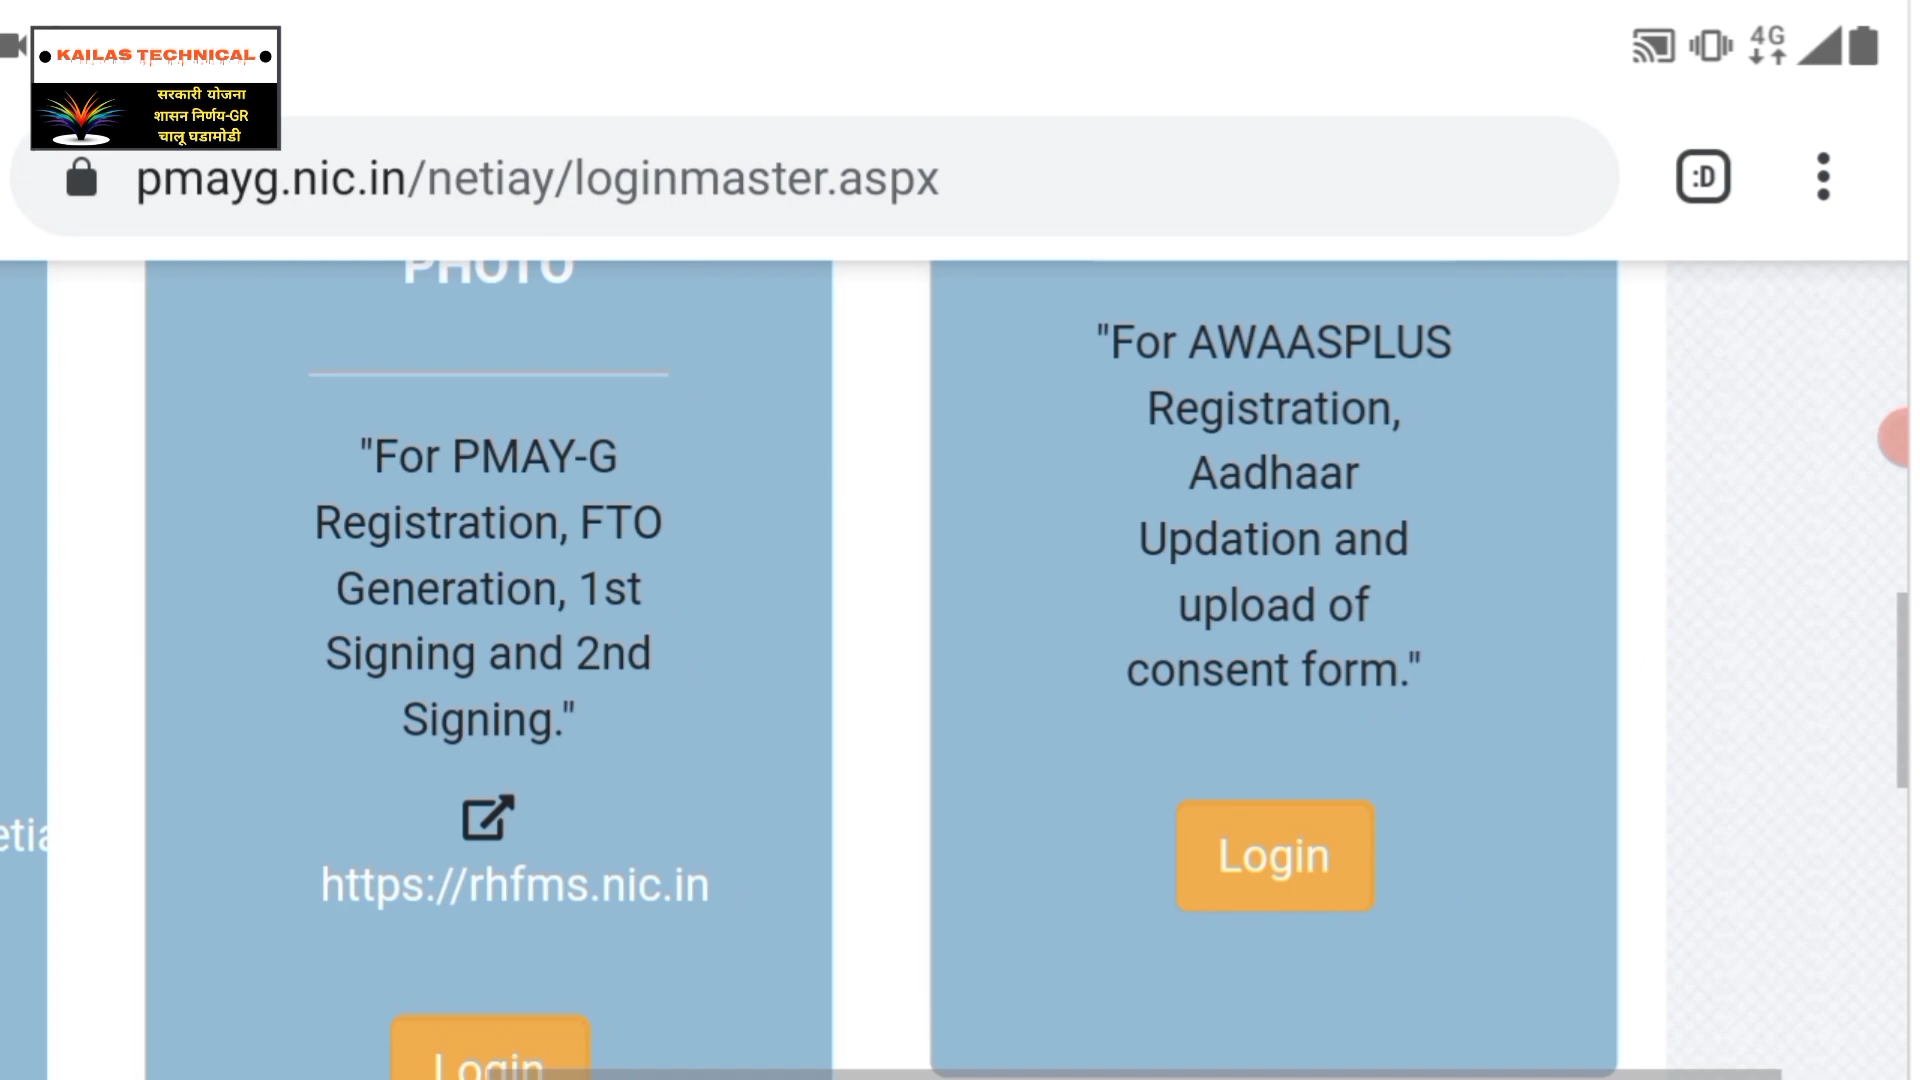 KAILAS TECHNICAL
सरकारी योजना
शासन निर्णय-GR
चालू घडामोडी
4G
pmayg.nic.in/netiay/loginmaster.aspx
:D
PHOTO
"For PMAY-G
Registration, FTO
Generation, 1st
Signing and 2nd
Signing."
https://rhfms.nic.in
Login
"For AWAASPLUS
Registration,
Aadhaar
Updation and
upload of
consent form."
Login